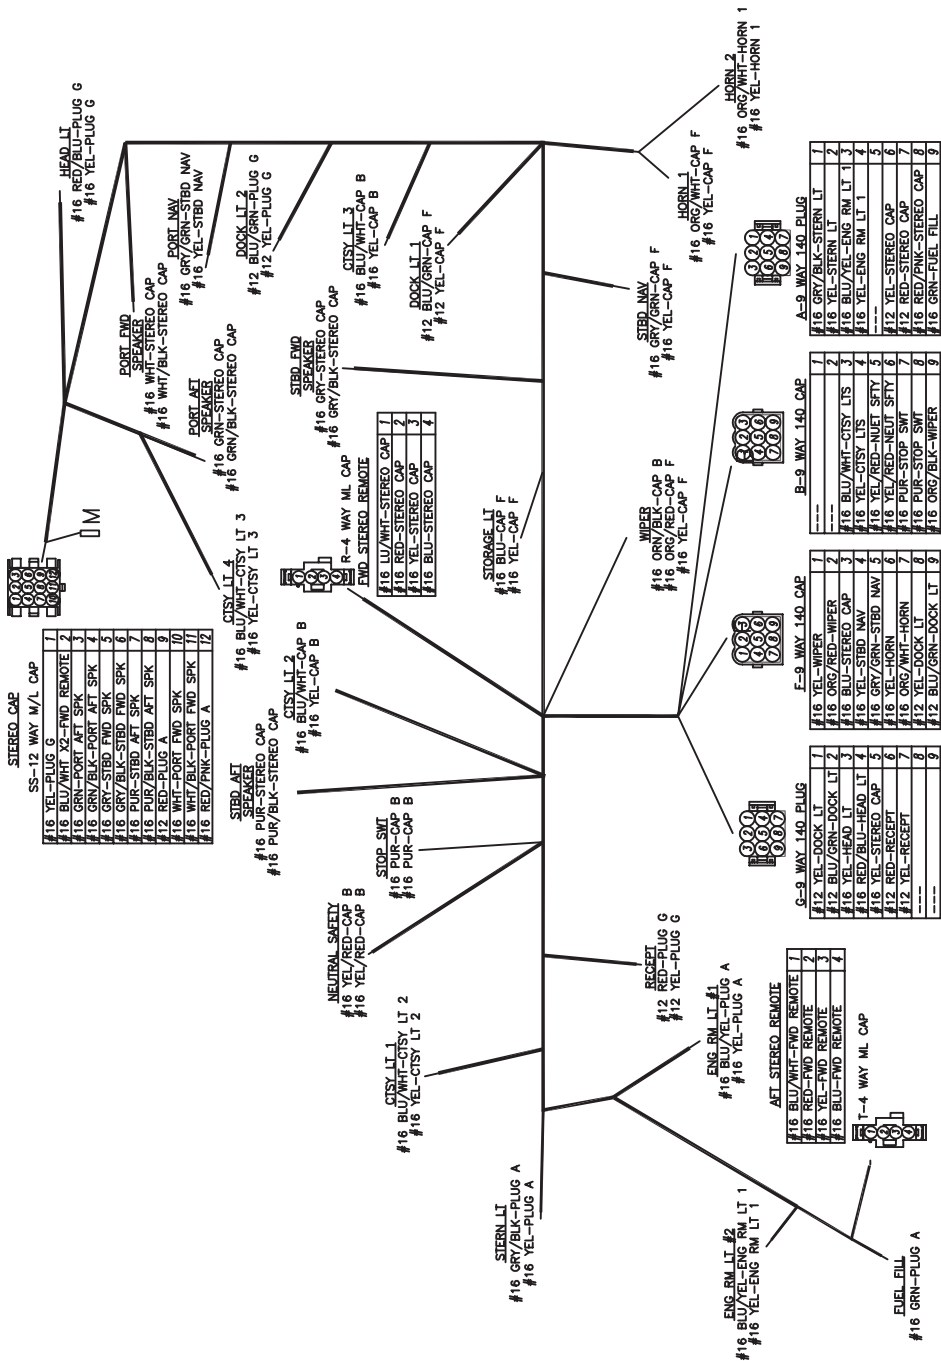 STEREO CAP
SS-12 WAY M/L CAP
#16 YEL-PLUG G 1
#16 BLU/WHT X2-FWD REMOTE 2
#16 GRN-PORT AFT SPK 3
#16 GRN/BLK-PORT AFT SPK 4
#16 GRY-STBD FWD SPK 5
#16 GRY/BLK-STBD FWD SPK 6
#16 PUR-STBD AFT SPK 7
#16 PUR/BLK-STBD AFT SPK 8
#12 RED-PLUG A 9
#16 WHT-PORT FWD SPK 10
#16 WHT/BLK-PORT FWD SPK 11
#16 RED/PNK-PLUG A 12
M
HEAD LT
#16 RED/BLU-PLUG G
#16 YEL-PLUG G
PORT FWD
SPEAKER
#16 WHT-STEREO CAP
#16 WHT/BLK-STEREO CAP
PORT AFT
SPEAKER
#16 GRN-STEREO CAP
#16 GRN/BLK-STEREO CAP
PORT NAV
#16 GRY/GRN-STBD NAV
#16 YEL-STBD NAV
DOCK LT 2
#12 BLU/GRN-PLUG G
#12 YEL-PLUG G
CTSY LT 4
#16 BLU/WHT-CTSY LT 3
#16 YEL-CTSY LT 3
CTSY LT 3
#16 BLU/WHT-CAP B
#16 YEL-CAP B
DOCK LT 1
#12 BLU/GRN-CAP F
#12 YEL-CAP F
STBD FWD
SPEAKER
#16 GRY-STEREO CAP
#16 GRY/BLK-STEREO CAP
R-4 WAY ML CAP
FWD STEREO REMOTE
#16 LU/WHT-STEREO CAP 1
#16 RED-STEREO CAP 2
#16 YEL-STEREO CAP 3
#16 BLU-STEREO CAP 4
CTSY LT 2
#16 BLU/WHT-CAP B
#16 YEL-CAP B
STBD AFT
SPEAKER
#16 PUR-STEREO CAP
#16 PUR/BLK-STEREO CAP
STOP SWT
#16 PUR-CAP B
#16 PUR-CAP B
NEUTRAL SAFETY
#16 YEL/RED-CAP B
#16 YEL/RED-CAP B
CTSY LT 1
#16 BLU/WHT-CTSY LT 2
#16 YEL-CTSY LT 2
STORAGE LT
#16 BLU-CAP F
#16 YEL-CAP F
STERN LT
#16 GRY/BLK-PLUG A
#16 YEL-PLUG A
HORN 2
#16 ORG/WHT-HORN 1
#16 YEL-HORN 1
HORN 1
#16 ORG/WHT-CAP F
#16 YEL-CAP F
STBD NAV
#16 GRY/GRN-CAP F
#16 YEL-CAP F
WIPER
#16 ORN/BLK-CAP B
#16 ORG/RED-CAP F
#16 YEL-CAP F
RECEPT
#12 RED-PLUG G
#12 YEL-PLUG G
ENG RM LT #1
#16 BLU/YEL-PLUG A
#16 YEL-PLUG A
ENG RM LT #2
#16 BLU/YEL-ENG RM LT 1
#16 YEL-ENG RM LT 1
FUEL FILL
#16 GRN-PLUG A
AFT STEREO REMOTE
#16 BLU/WHT-FWD REMOTE 1
#16 RED-FWD REMOTE 2
#16 YEL-FWD REMOTE 3
#16 BLU-FWD REMOTE 4
T-4 WAY ML CAP
G-9 WAY 140 PLUG
#12 YEL-DOCK LT 1
#12 BLU/GRN-DOCK LT 2
#16 YEL-HEAD LT 3
#16 RED/BLU-HEAD LT 4
#16 YEL-STEREO CAP 5
#12 RED-RECEPT 6
#12 YEL-RECEPT 7
---- 8
---- 9
F-9 WAY 140 CAP
#16 YEL-WIPER 1
#16 ORG/RED-WIPER 2
#16 BLU-STEREO CAP 3
#16 YEL-STBD NAV 4
#16 GRY/GRN-STBD NAV 5
#16 YEL-HORN 6
#16 ORG/WHT-HORN 7
#12 YEL-DOCK LT 8
#12 BLU/GRN-DOCK LT 9
B-9 WAY 140 CAP
---- 1
---- 2
#16 BLU/WHT-CTSY LTS 3
#16 YEL-CTSY LTS 4
#16 YEL/RED-NUET SFTY 5
#16 YEL/RED-NEUT SFTY 6
#16 PUR-STOP SWT 7
#16 PUR-STOP SWT 8
#16 ORG/BLK-WIPER 9
A-9 WAY 140 PLUG
#16 GRY/BLK-STERN LT 1
#16 YEL-STERN LT 2
#16 BLU/YEL-ENG RM LT 1 3
#16 YEL-ENG RM LT 1 4
---- 5
#12 YEL-STEREO CAP 6
#12 RED-STEREO CAP 7
#16 RED/PNK-STEREO CAP 8
#16 GRN-FUEL FILL 9